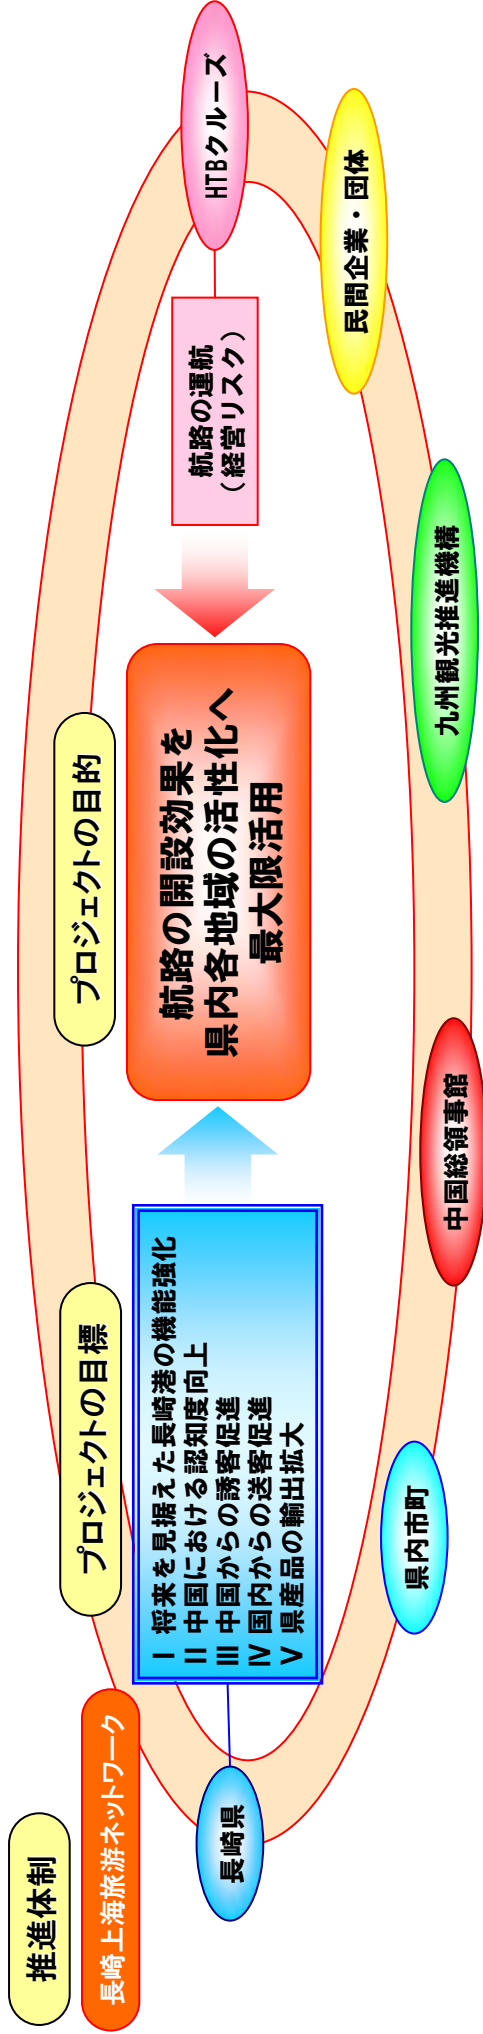 推進体制
長崎上海旅游ネットワーク
プロジェクトの目標
プロジェクトの目的
Ⅰ 将来を見据えた長崎港の機能強化
Ⅱ 中国における認知度向上
Ⅲ 中国からの誘客促進
Ⅳ 国内からの送客促進
Ⅴ 県産品の輸出拡大
航路の開設効果を
県内各地域の活性化へ
最大限活用
航路の運航
（経営リスク）
長崎県
HTBクルーズ
県内市町
中国総領事館
九州観光推進機構
民間企業・団体